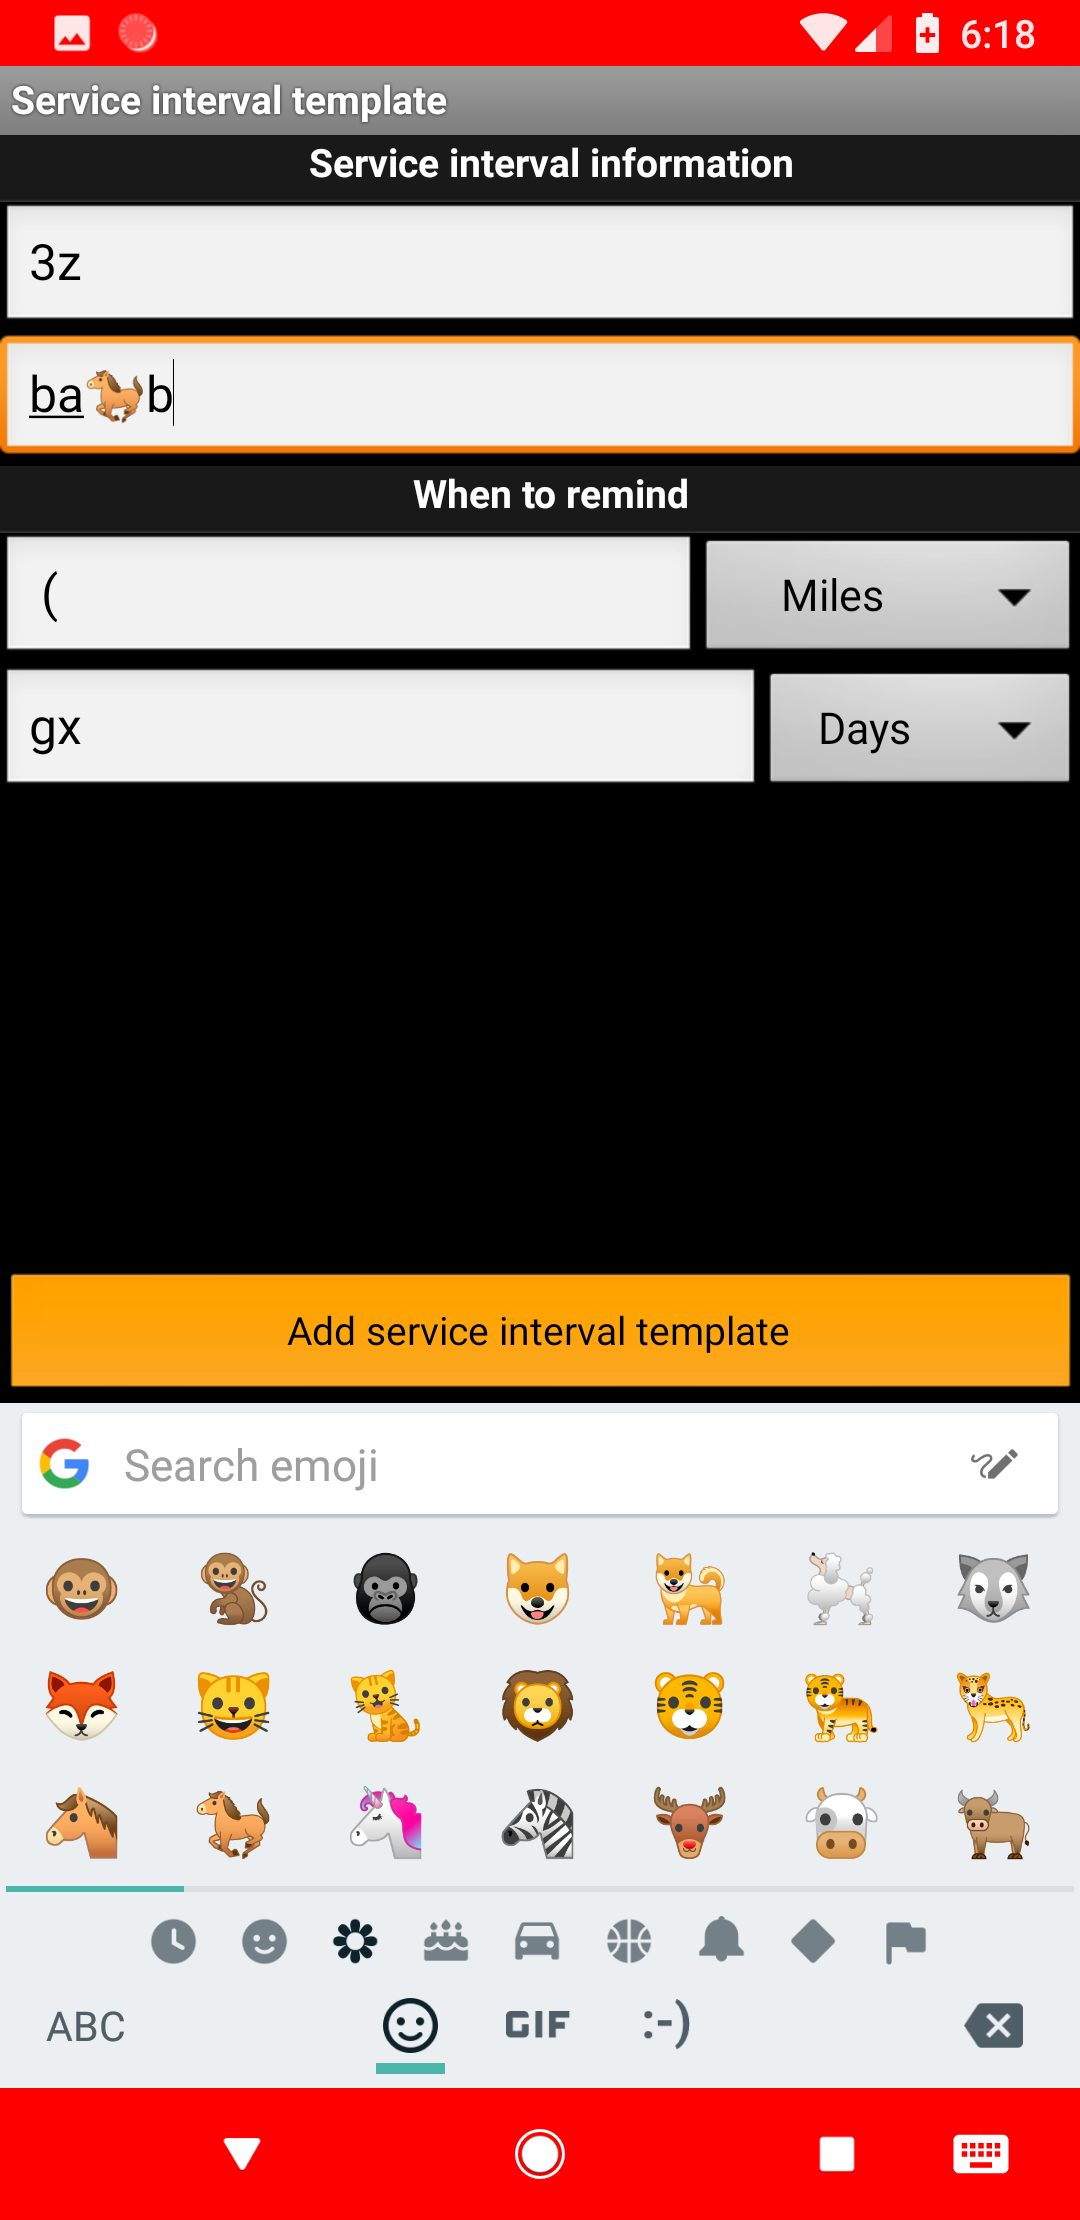 6:18
Service interval template
Service interval information
3z
ba🐎b
When to remind
( Miles
gx Days
Add service interval template
Search emoji
ABC GIF :-)